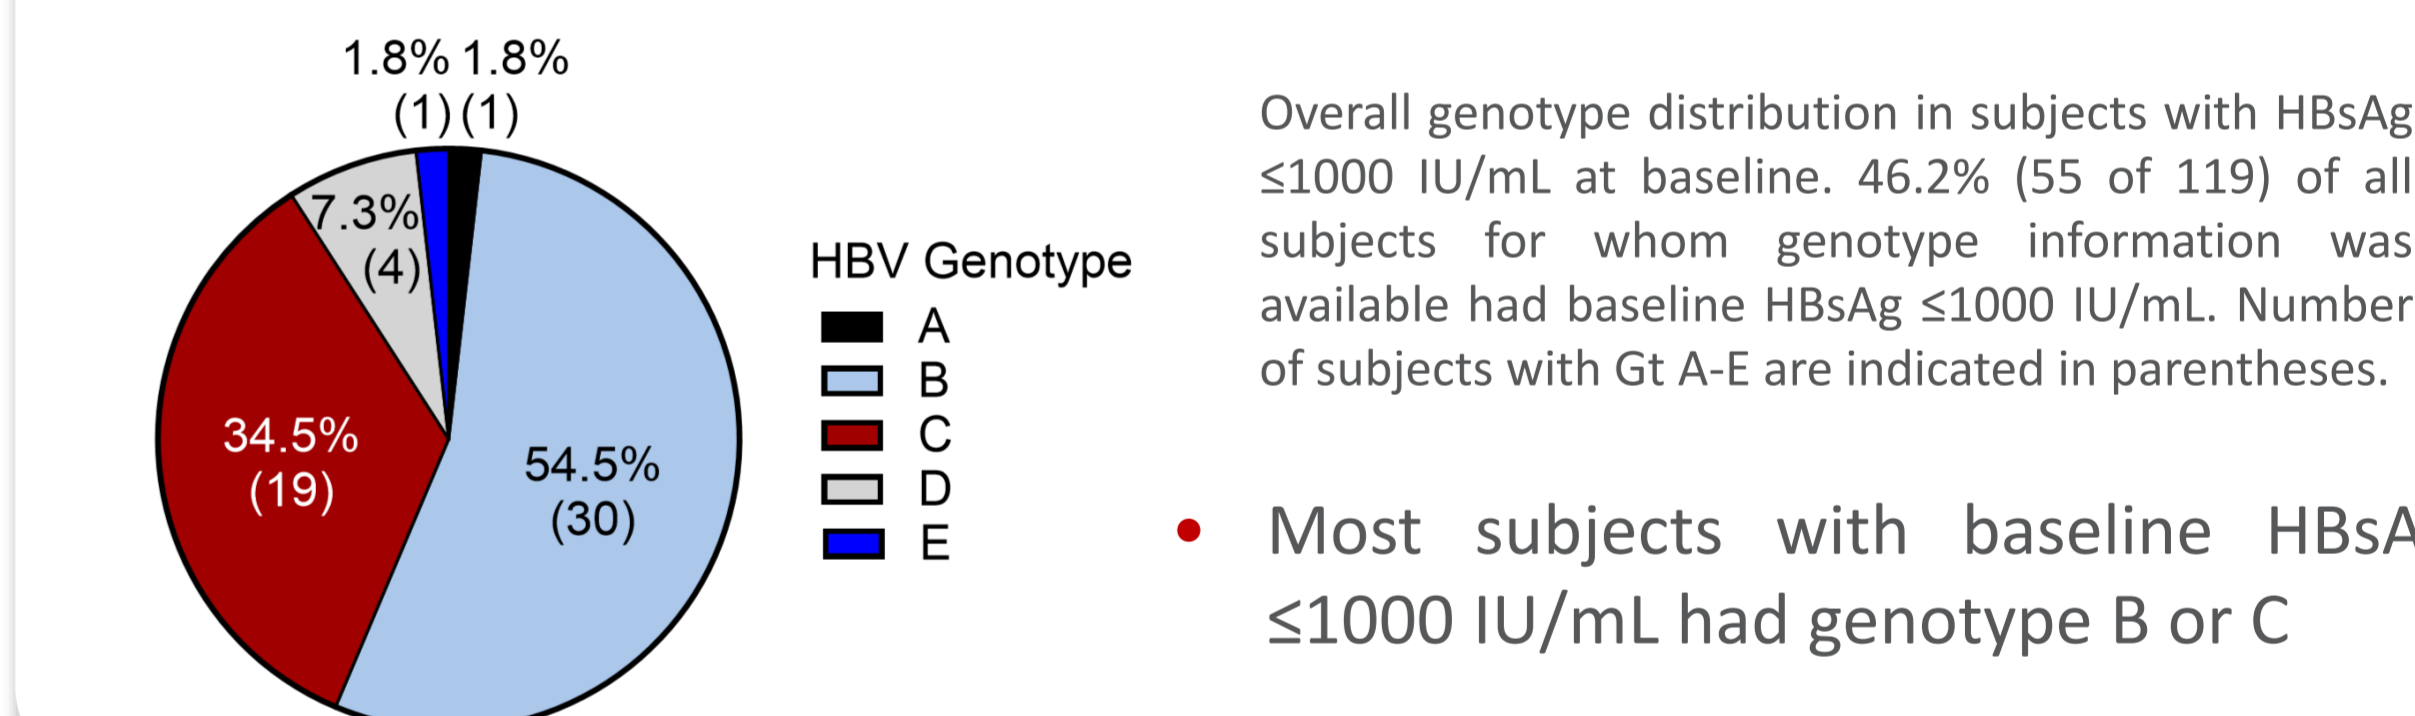 1.8% 1.8%
(1) (1)
7.3%
(4)
34.5%
(19)
54.5%
(30)
HBV Genotype
A
B
C
D
E
Overall genotype distribution in subjects with HBsAg
≤1000 IU/mL at baseline. 46.2% (55 of 119) of all
subjects for whom genotype information was
available had baseline HBsAg ≤1000 IU/mL. Number
of subjects with Gt A-E are indicated in parentheses.
• Most subjects with baseline HBsA
≤1000 IU/mL had genotype B or C